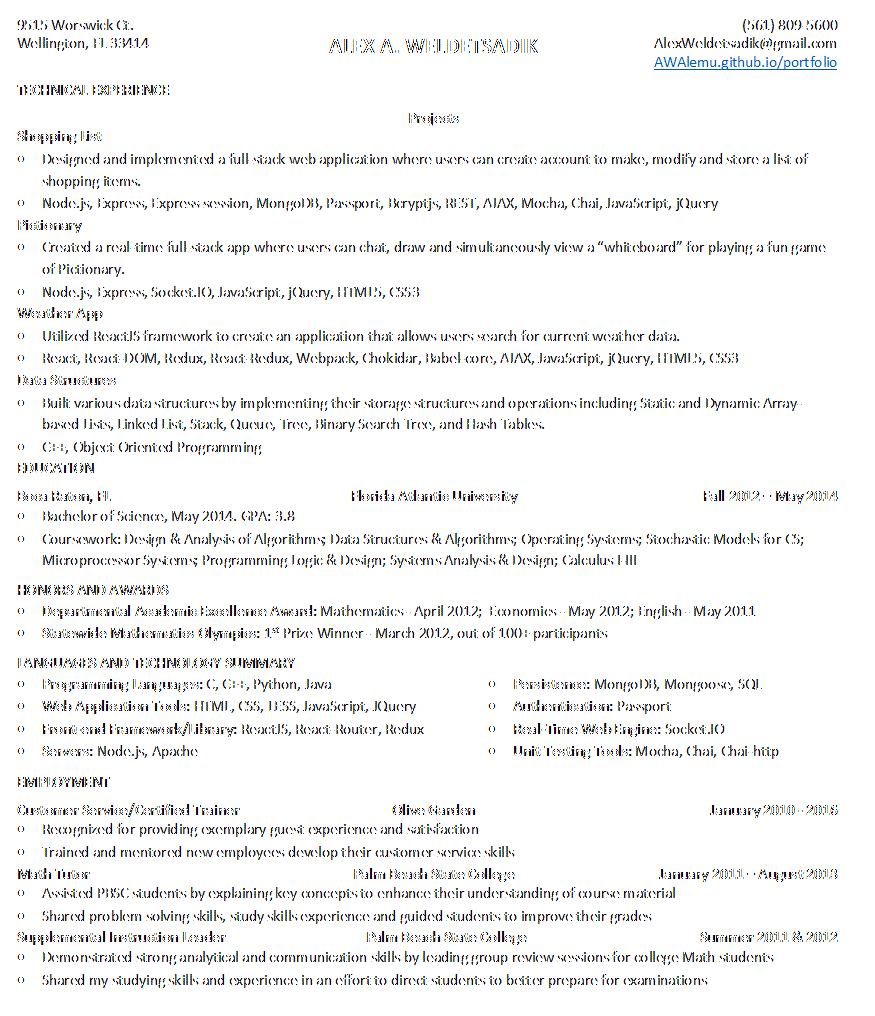 9515 Worswick Ct.
Wellington, FL 33414
ALEX A. WELDETSADIK
(561) 809-5600
AlexWeldetsadik@gmail.com
AWAlemu.github.io/portfolio
TECHNICAL EXPERIENCE
Projects
Shopping List
o Designed and implemented a full-stack web application where users can create account to make, modify and store a list of
shopping items.
o Node.js, Express, Express-session, MongoDB, Passport, Bcryptjs, REST, AJAX, Mocha, Chai, JavaScript, jQuery
Pictionary
o Created a real-time full-stack app where users can chat, draw and simultaneously view a “whiteboard” for playing a fun game
of Pictionary.
o Node.js, Express, Socket.IO, JavaScript, jQuery, HTML5, CSS3
Weather App
o Utilized ReactJS framework to create an application that allows users search for current weather data.
o React, React-DOM, Redux, React-Redux, Webpack, Chokidar, Babel-core, AJAX, JavaScript, jQuery, HTML5, CSS3
Data Structures
o Built various data structures by implementing their storage structures and operations including Static and Dynamic Array-
based Lists, Linked List, Stack, Queue, Tree, Binary Search Tree, and Hash Tables.
o C++, Object Oriented Programming
EDUCATION
Boca Raton, FL Florida Atlantic University Fall 2012 - May 2014
o Bachelor of Science, May 2014. GPA: 3.8
o Coursework: Design & Analysis of Algorithms; Data Structures & Algorithms; Operating Systems; Stochastic Models for CS;
Microprocessor Systems; Programming Logic & Design; Systems Analysis & Design; Calculus I-III
HONORS AND AWARDS
o Departmental Academic Excellence Award: Mathematics - April 2012; Economics - May 2012; English - May 2011
o Statewide Mathematics Olympics: 1st Prize Winner - March 2012, out of 100+ participants
LANGUAGES AND TECHNOLOGY SUMMARY
o Programming Languages: C, C++, Python, Java
o Web Application Tools: HTML, CSS, LESS, JavaScript, JQuery
o Front-end Framework/Library: ReactJS, React-Router, Redux
o Servers: Node.js, Apache
o Persistence: MongoDB, Mongoose, SQL
o Authentication: Passport
o Real-Time Web Engine: Socket.IO
o Unit Testing Tools: Mocha, Chai, Chai-http
EMPLOYMENT
Customer Service/Certified Trainer Olive Garden January 2010 - 2016
o Recognized for providing exemplary guest experience and satisfaction
o Trained and mentored new employees develop their customer service skills
Math Tutor Palm Beach State College January 2011 - August 2013
o Assisted PBSC students by explaining key concepts to enhance their understanding of course material
o Shared problem solving skills, study skills experience and guided students to improve their grades
Supplemental Instruction Leader Palm Beach State College Summer 2011 & 2012
o Demonstrated strong analytical and communication skills by leading group review sessions for college Math students
o Shared my studying skills and experience in an effort to direct students to better prepare for examinations